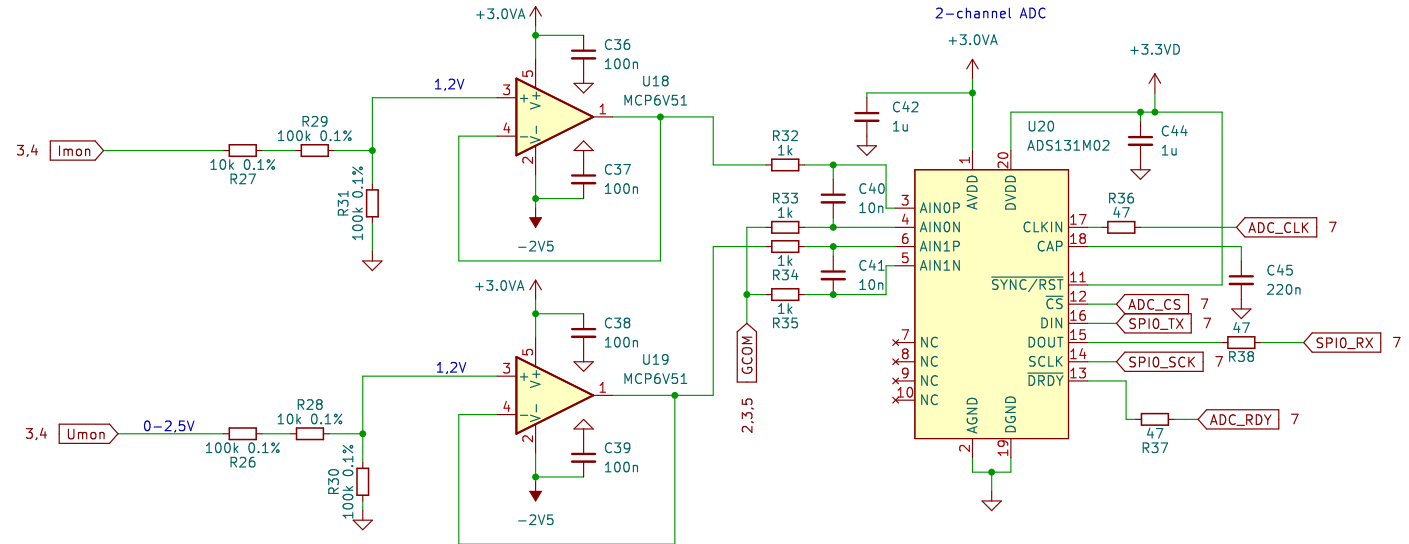 2-channel ADC
+3.0VA
C36
100n
U18
MCP6V51
1,2V
5
3
4
1
2
+
V+
V-
C37
100n
-2V5
3,4
Imon
R29
100k 0.1%
10k 0.1%
R27
R31
100k 0.1%
+3.0VA
C38
100n
U19
MCP6V51
1,2V
5
3
4
1
2
+
V+
V-
C39
100n
-2V5
3,4
Umon
0-2,5V
R28
10k 0.1%
100k 0.1%
R26
R30
100k 0.1%
R32
1k
C40
10n
R33
1k
1k
R34
C41
10n
1k
R35
GCOM
2,3,5
+3.0VA
C42
1u
+3.3VD
C44
1u
U20
ADS131M02
1
20
AVDD
DVDD
3
AIN0P
4
AIN0N
6
AIN1P
5
AIN1N
7
NC
8
NC
9
NC
10
NC
AGND
DGND
2
19
CLKIN
17
CAP
18
SYNC/RST
11
CS
12
DIN
16
DOUT
15
SCLK
14
DRDY
13
R36
47
ADC_CLK
7
C45
220n
ADC_CS
7
SPI0_TX
7
47
R38
SPI0_RX
7
SPI0_SCK
7
47
R37
ADC_RDY
7